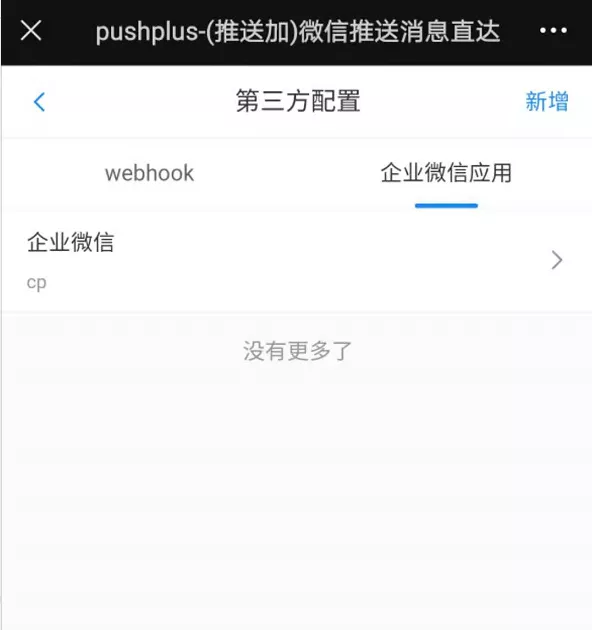 pushplus-(推送加)微信推送消息直达
第三方配置
新增
webhook
企业微信应用
企业微信
cp
没有更多了